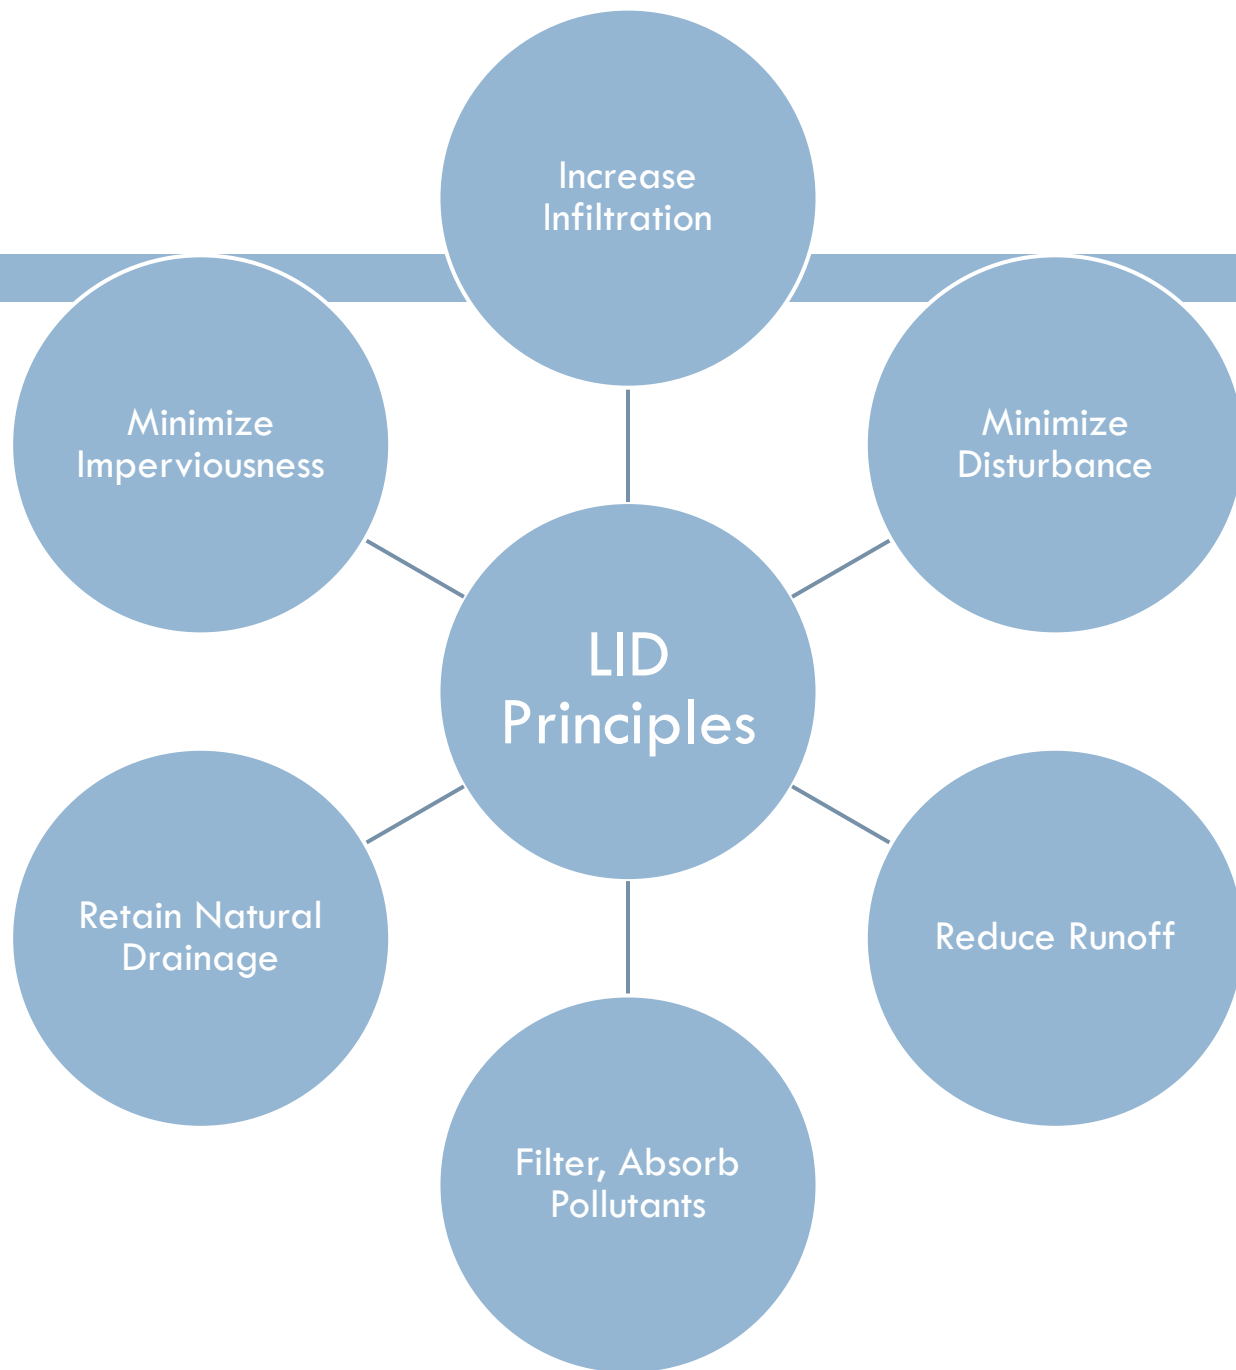 Increase
Infiltration
Minimize
Imperviousness
Minimize
Disturbance
LID
Principles
Retain Natural
Drainage
Reduce Runoff
Filter, Absorb
Pollutants